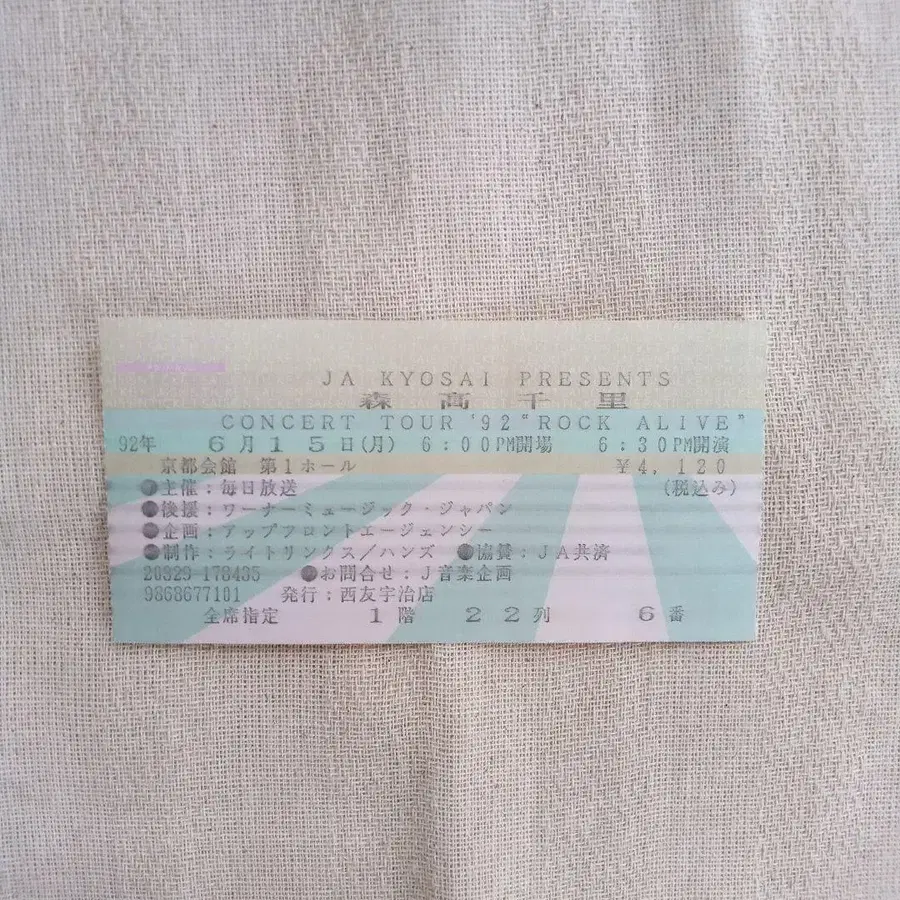 JA KYOSAI PRESENTS
森高千里
CONCERT TOUR '92 "ROCK ALIVE"
92年 6月15日(月) 6:00PM開場 6:30PM開演
京都会館 第1ホール ¥4,120
●主催:毎日放送 (税込み)
●後援:ワーナーミュージック・ジャパン
●企画:アップフロントエージェンシー
●制作:ライトリンクス/ハンズ ●協賛:JA共済
20329 178435 ●お問合せ:J音楽企画
9868677101 発行:西友宇治店
全席指定 1階 22列 6番